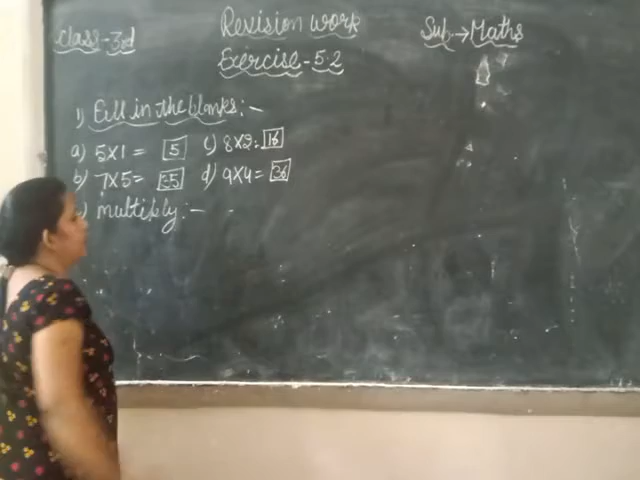 Class-3rd Revision work Sub→Maths
Exercise-5.2
1) Fill in the blanks:-
a) 5X1= 5 c) 8X2= 16
b) 7X5= 35 d) 9X4= 36
) multiply:-